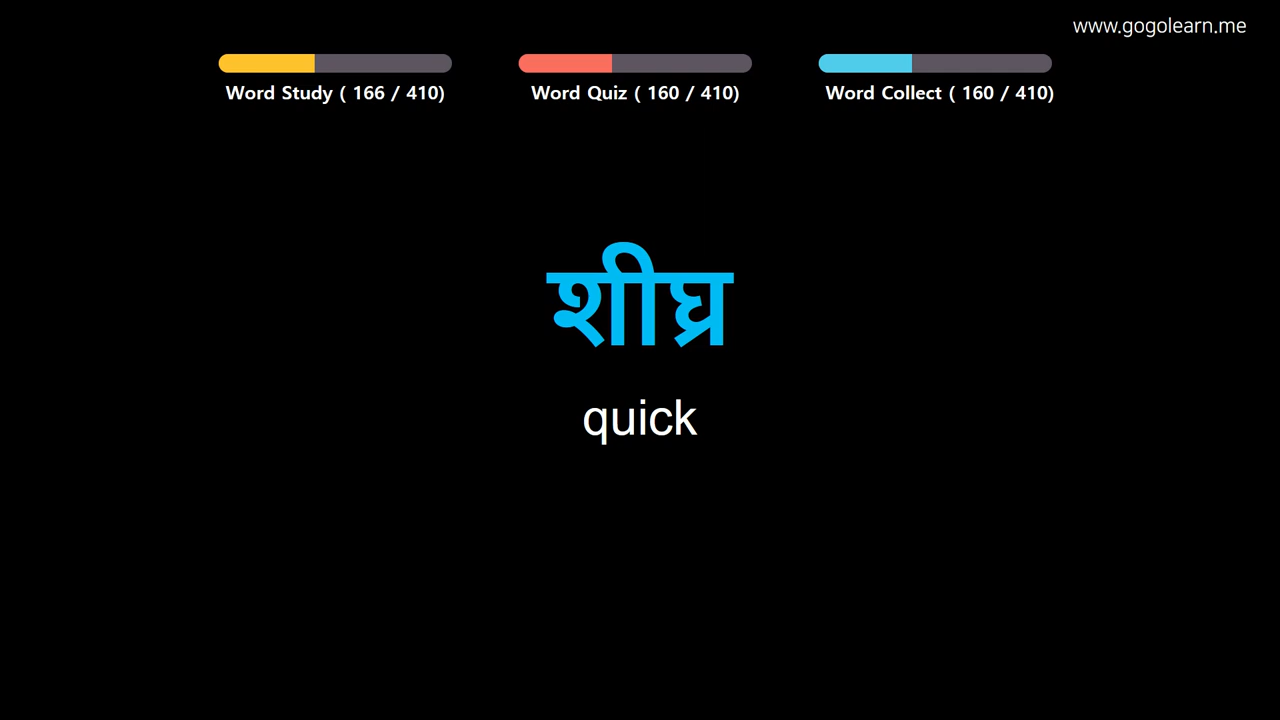 www.gogolearn.me
Word Study ( 166 / 410)
Word Quiz ( 160 / 410)
Word Collect ( 160 / 410)
शीघ्र
quick